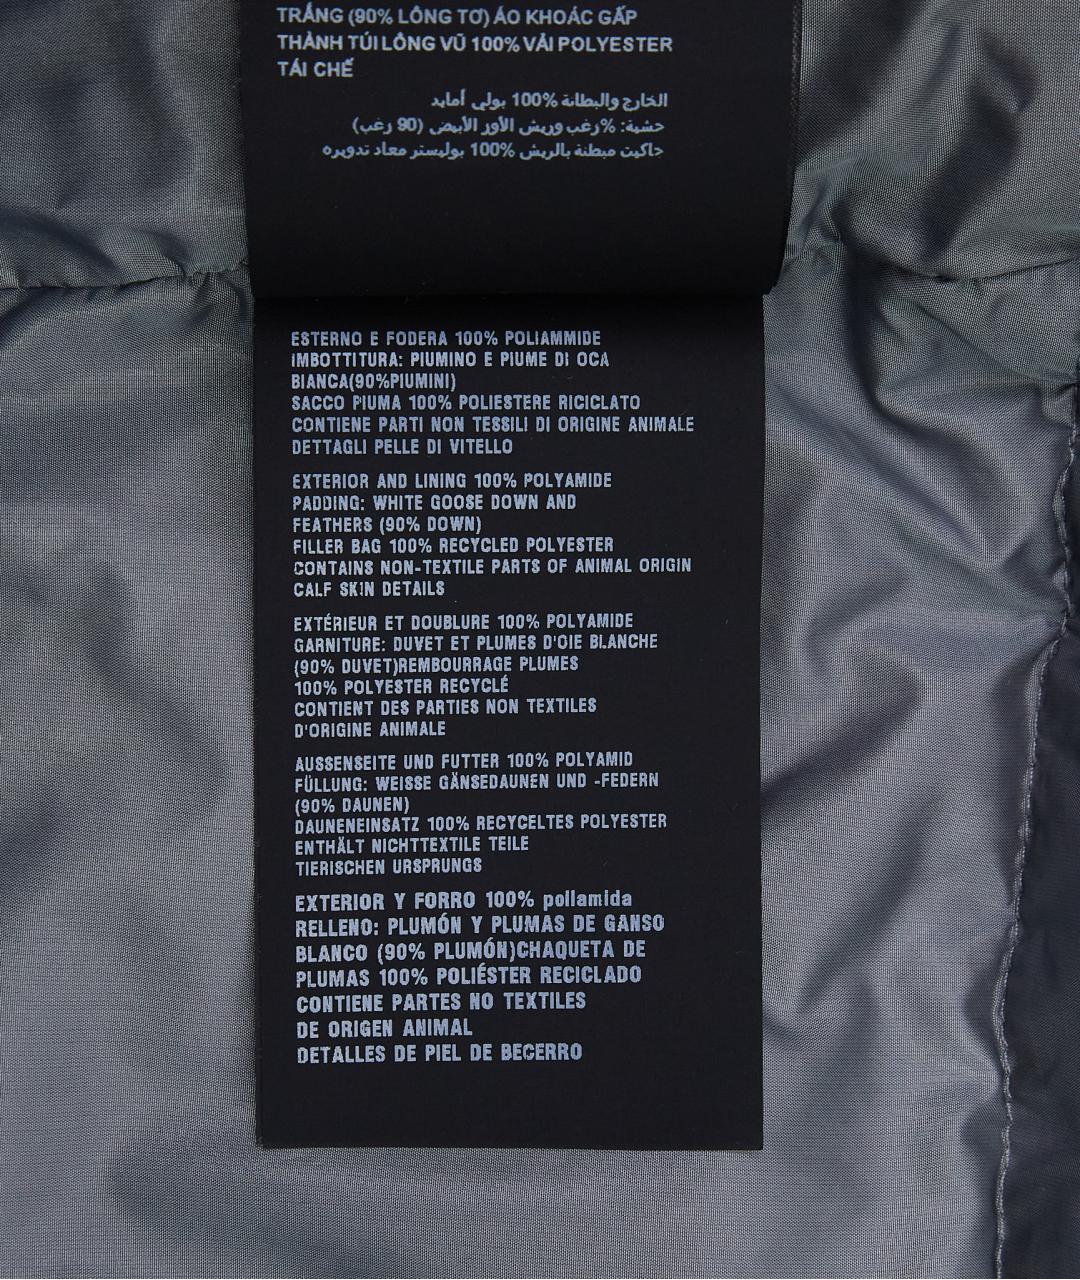 TRẮNG (90% LÔNG TƠ) ÁO KHOÁC GẤP
THÀNH TÚI LÔNG VŨ 100% VẢI POLYESTER
TÁI CHẾ
الخارج والبطانة 100% بولي أمايد
حشية: %رغب وريش الأور الأبيض (90 رغب)
جاكيت مبطنة بالريش 100% بوليستر معاد تدويره
ESTERNO E FODERA 100% POLIAMMIDE
IMBOTTITURA: PIUMINO E PIUME DI OCA
BIANCA(90%PIUMINI)
SACCO PIUMA 100% POLIESTERE RICICLATO
CONTIENE PARTI NON TESSILI DI ORIGINE ANIMALE
DETTAGLI PELLE DI VITELLO
EXTERIOR AND LINING 100% POLYAMIDE
PADDING: WHITE GOOSE DOWN AND
FEATHERS (90% DOWN)
FILLER BAG 100% RECYCLED POLYESTER
CONTAINS NON-TEXTILE PARTS OF ANIMAL ORIGIN
CALF SKIN DETAILS
EXTÉRIEUR ET DOUBLURE 100% POLYAMIDE
GARNITURE: DUVET ET PLUMES D'OIE BLANCHE
(90% DUVET)REMBOURRAGE PLUMES
100% POLYESTER RECYCLÉ
CONTIENT DES PARTIES NON TEXTILES
D'ORIGINE ANIMALE
AUSSENSEITE UND FUTTER 100% POLYAMID
FÜLLUNG: WEISSE GÄNSEDAUNEN UND -FEDERN
(90% DAUNEN)
DAUNENEINSATZ 100% RECYCELTES POLYESTER
ENTHÄLT NICHTTEXTILE TEILE
TIERISCHEN URSPRUNGS
EXTERIOR Y FORRO 100% poliamida
RELLENO: PLUMÓN Y PLUMAS DE GANSO
BLANCO (90% PLUMÓN)CHAQUETA DE
PLUMAS 100% POLIÉSTER RECICLADO
CONTIENE PARTES NO TEXTILES
DE ORIGEN ANIMAL
DETALLES DE PIEL DE BECERRO